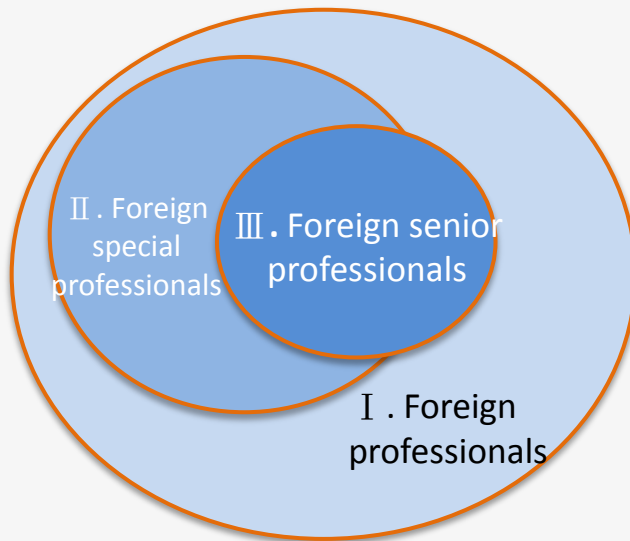 Ⅱ . Foreign
special
professionals
Ⅲ. Foreign senior
professionals
Ⅰ . Foreign
professionals